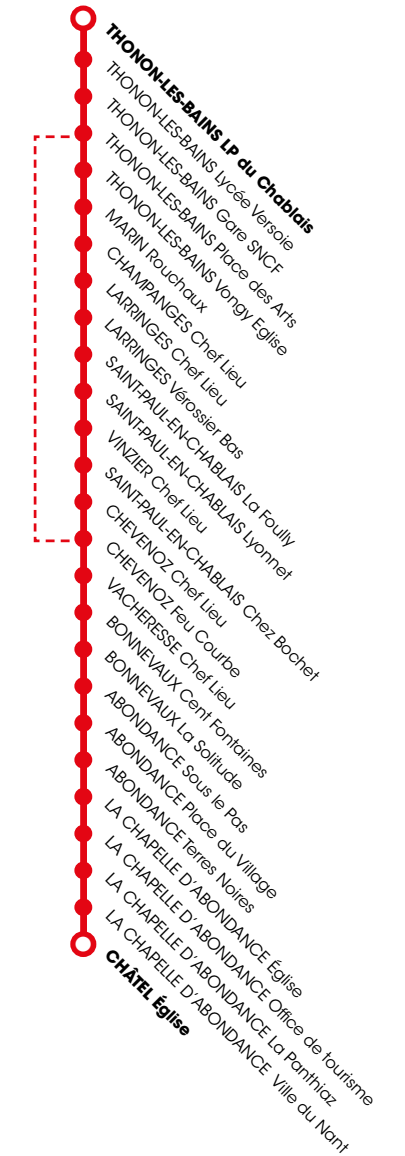 THONON-LES-BAINS LP du Chablais
THONON-LES-BAINS Lycée Versoie
THONON-LES-BAINS Gare SNCF
THONON-LES-BAINS Place des Arts
THONON-LES-BAINS Vongy Eglise
MARIN Rouchaux
CHAMPANGES Chef Lieu
LARRINGES Chef Lieu
LARRINGES Vérossier Bas
SAINT-PAUL-EN-CHABLAIS La Foully
SAINT-PAUL-EN-CHABLAIS Lyonnet
VINZIER Chef Lieu
SAINT-PAUL-EN-CHABLAIS Chez Bochet
CHEVENOZ Chef Lieu
CHEVENOZ Feu Courbe
VACHERESSE Chef Lieu
BONNEVAUX Cent Fontaines
BONNEVAUX La Solitude
ABONDANCE Sous le Pas
ABONDANCE Place du Village
ABONDANCE Terres Noires
LA CHAPELLE D'ABONDANCE Église
LA CHAPELLE D'ABONDANCE Office de tourisme
LA CHAPELLE D'ABONDANCE La Panthiaz
LA CHAPELLE D'ABONDANCE Ville du Nant
CHÂTEL Église